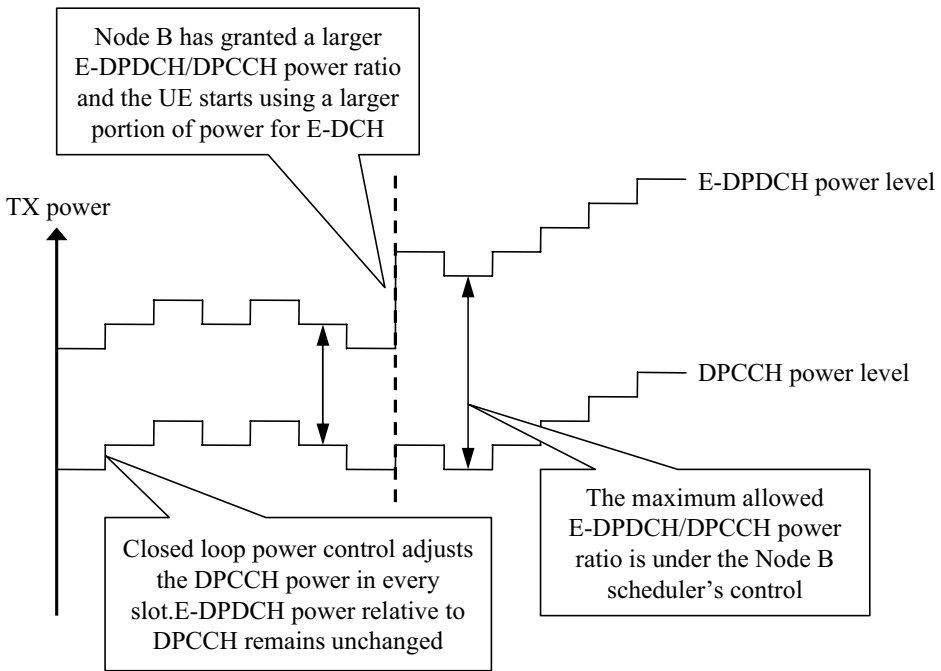 Node B has granted a larger
E-DPDCH/DPCCH power ratio
and the UE starts using a larger
portion of power for E-DCH
E-DPDCH power level
TX power
DPCCH power level
The maximum allowed
E-DPDCH/DPCCH power
ratio is under the Node B
scheduler's control
Closed loop power control adjusts
the DPCCH power in every
slot.E-DPDCH power relative to
DPCCH remains unchanged